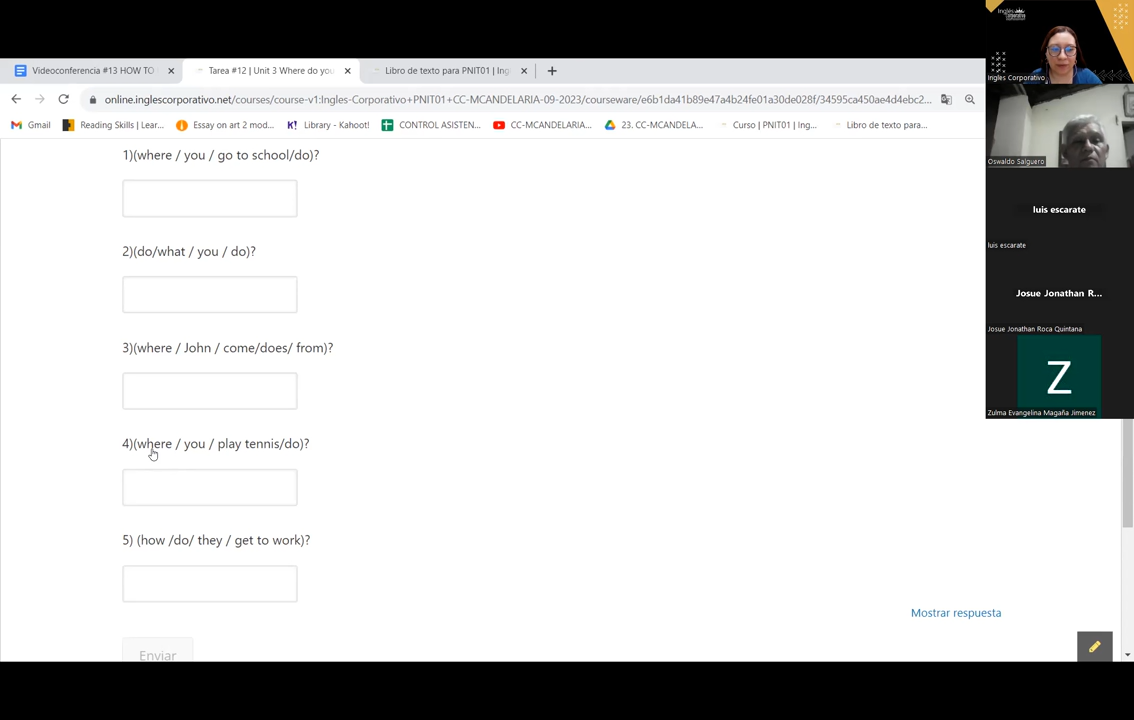 Videoconferencia #13 HOW TO
Tarea #12 | Unit 3 Where do you
Libro de texto para PNIT01 | Ing
online.inglescorporativo.net/courses/course-v1:Ingles-Corporativo+PNIT01+CC-MCANDELARIA-09-2023/courseware/e6b1da41b89e47a4b24fe01a30de028f/34595ca450ae4d4ebc2...
Gmail
Reading Skills | Lear...
Essay on art 2 mod...
Library - Kahoot!
CONTROL ASISTEN...
CC-MCANDELARIA...
23. CC-MCANDELA...
Curso | PNIT01 | Ing...
Libro de texto para...
1)(where / you / go to school/do)?
2)(do/what / you / do)?
3)(where / John / come/does/ from)?
4)(where / you / play tennis/do)?
5) (how /do/ they / get to work)?
Mostrar respuesta
Enviar
Inglés Corporativo
Oswaldo Salguero
luis escarate
luis escarate
Josue Jonathan R...
Josue Jonathan Roca Quintana
Z
Zulma Evangelina Magaña Jimenez